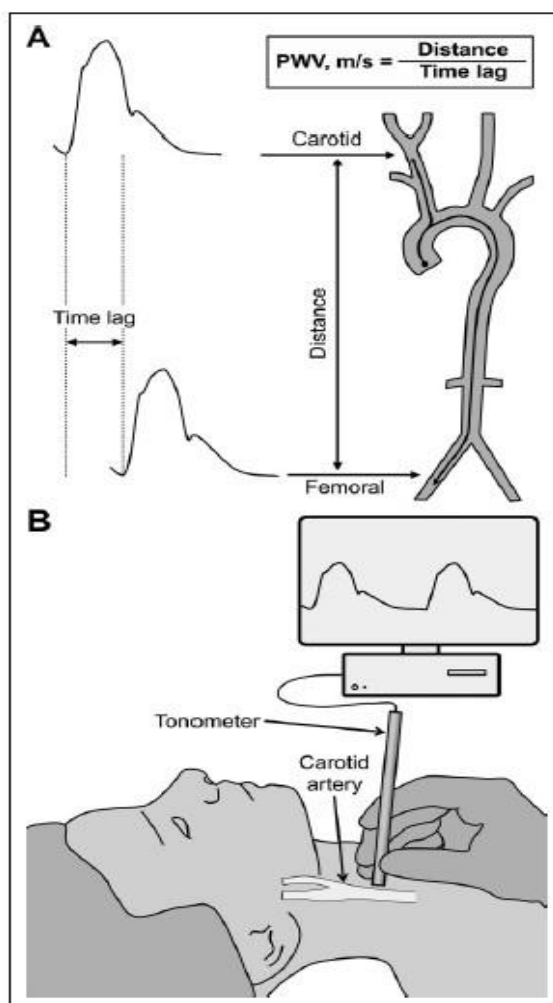 A
PWV, m/s = Distance
Time lag
Carotid
Time lag
Distance
Femoral
B
Tonometer
Carotid
artery